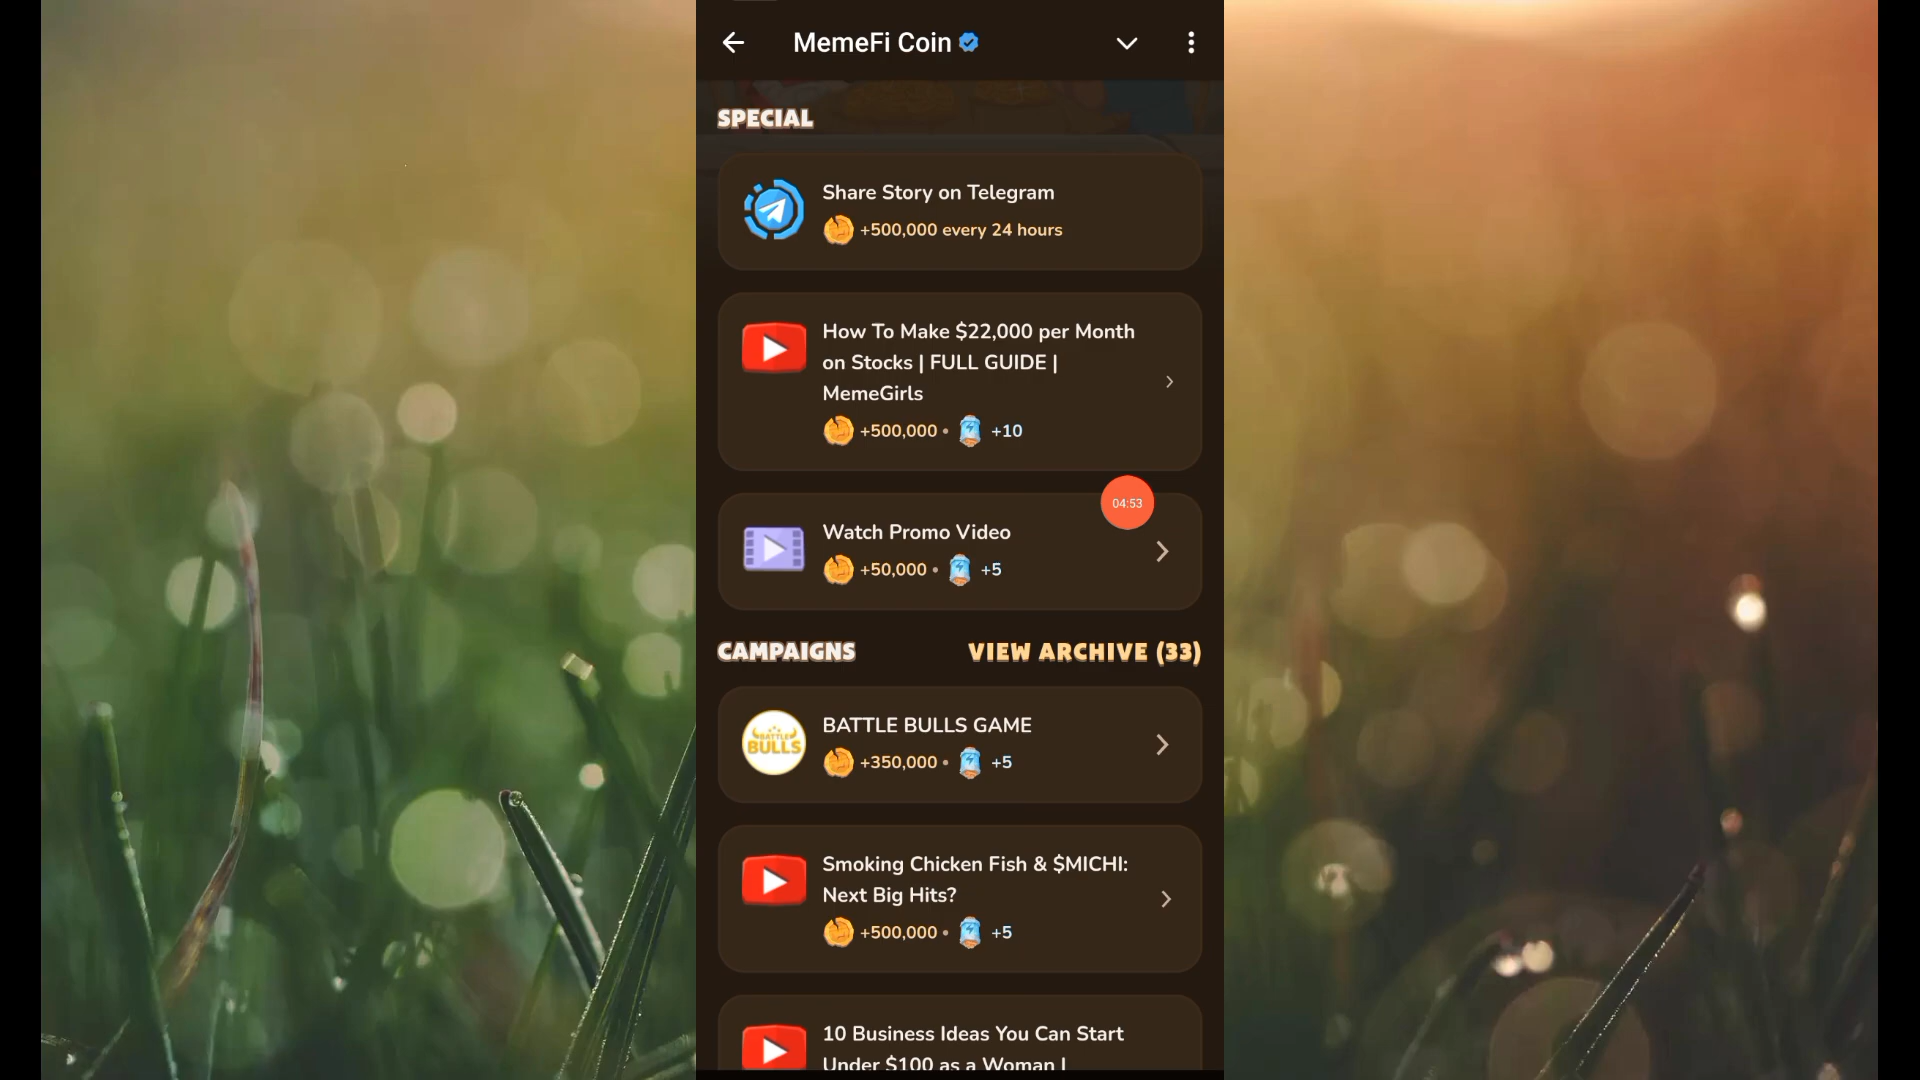 MemeFi Coin
SPECIAL
Share Story on Telegram
+500,000 every 24 hours
How To Make $22,000 per Month
on Stocks | FULL GUIDE |
MemeGirls
+500,000 • +10
04:53
Watch Promo Video
+50,000 • +5
CAMPAIGNS VIEW ARCHIVE (33)
BATTLE BULLS
BATTLE BULLS GAME
+350,000 • +5
Smoking Chicken Fish & $MICHI:
Next Big Hits?
+500,000 • +5
10 Business Ideas You Can Start
Under $100 as a Woman |